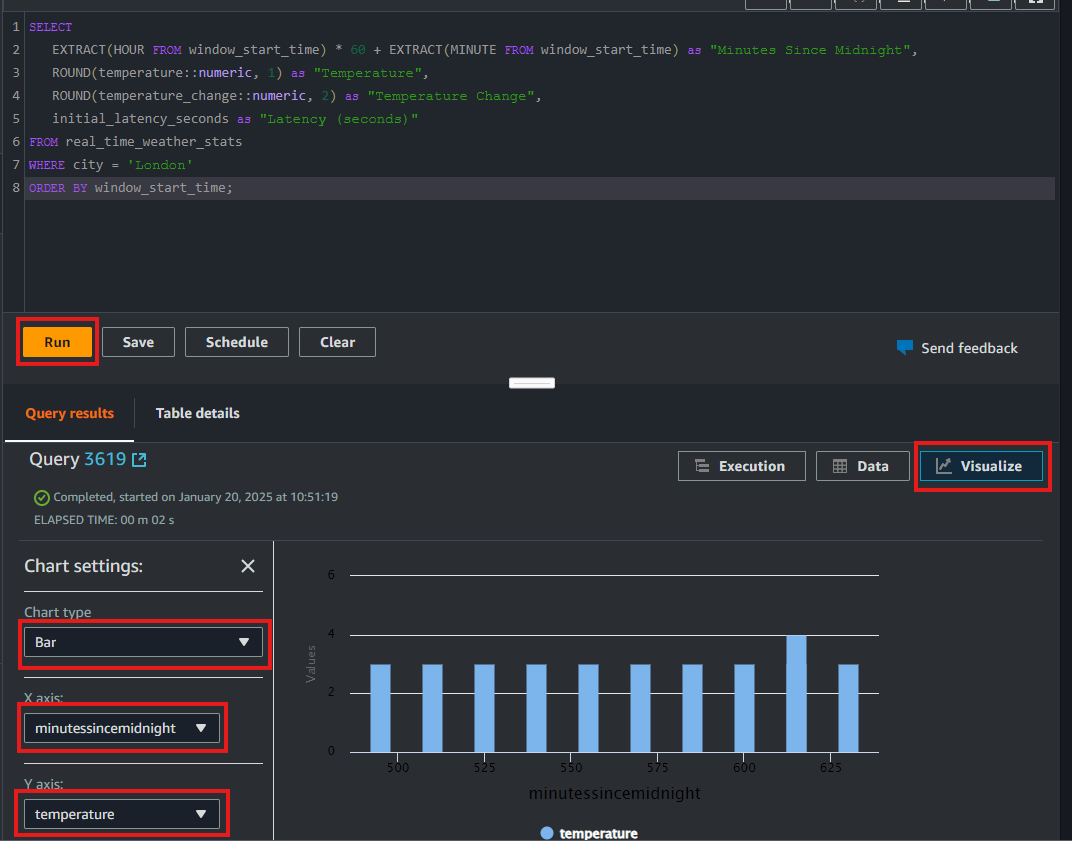 1 SELECT
2 EXTRACT(HOUR FROM window_start_time) * 60 + EXTRACT(MINUTE FROM window_start_time) as "Minutes Since Midnight",
3 ROUND(temperature::numeric, 1) as "Temperature",
4 ROUND(temperature_change::numeric, 2) as "Temperature Change",
5 initial_latency_seconds as "Latency (seconds)"
6 FROM real_time_weather_stats
7 WHERE city = 'London'
8 ORDER BY window_start_time;
Run Save Schedule Clear
Send feedback
Query results Table details
Query 3619
Execution Data Visualize
Completed, started on January 20, 2025 at 10:51:19
ELAPSED TIME: 00 m 02 s
Chart settings:
Chart type
Bar
X axis:
minutessincemidnight
Y axis:
temperature
6
4
2
0
Values
500 525 550 575 600 625
minutessincemidnight
temperature